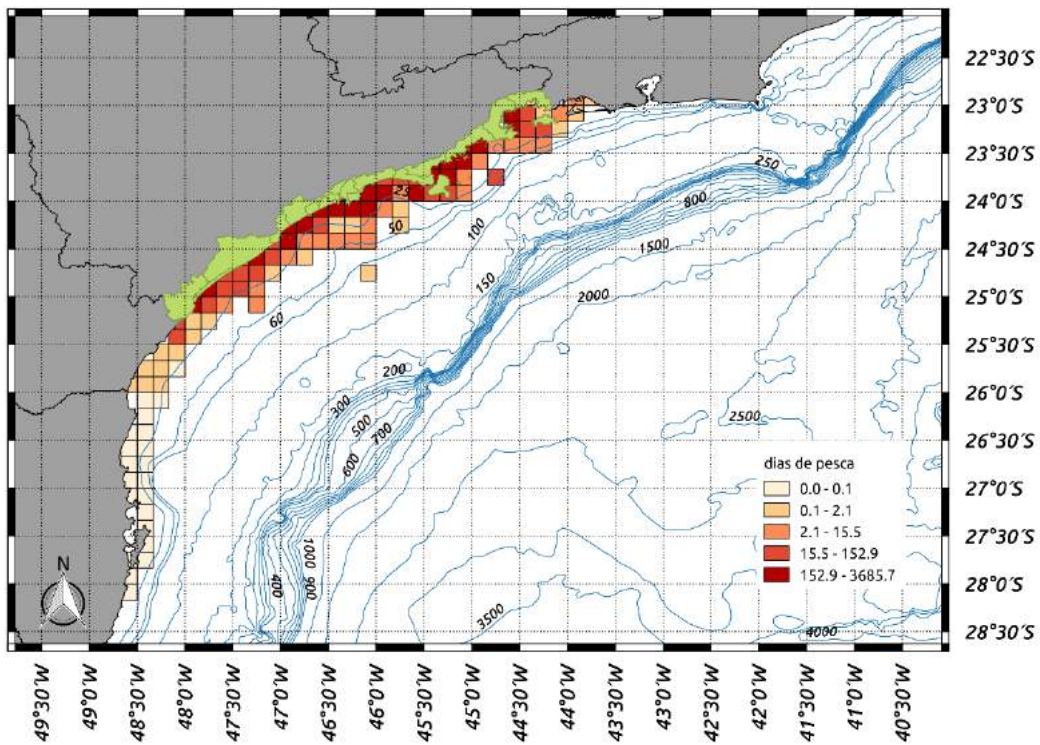 22°30′S
23°0′S
23°30′S
24°0′S
24°30′S
25°0′S
25°30′S
26°0′S
26°30′S
27°0′S
27°30′S
28°0′S
28°30′S
25
50
60
100
150
200
250
300
400
500
600
700
800
900
1000
1500
2000
2500
3500
4000
dias de pesca
0.0 - 0.1
0.1 - 2.1
2.1 - 15.5
15.5 - 152.9
152.9 - 3685.7
N
49°30′W
49°0′W
48°30′W
48°0′W
47°30′W
47°0′W
46°30′W
46°0′W
45°30′W
45°0′W
44°30′W
44°0′W
43°30′W
43°0′W
42°30′W
42°0′W
41°30′W
41°0′W
40°30′W